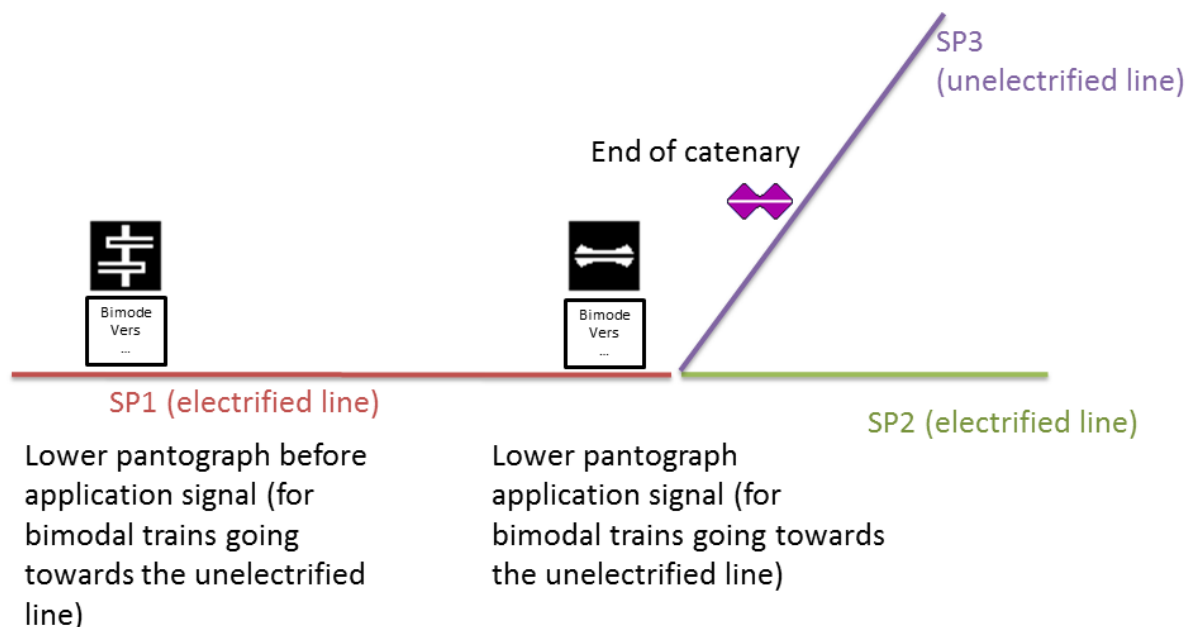 SP3
(unelectrified line)
End of catenary
Bimode
Vers
...
Bimode
Vers
...
SP1 (electrified line)
SP2 (electrified line)
Lower pantograph before
application signal (for
bimodal trains going
towards the unelectrified
line)
Lower pantograph
application signal (for
bimodal trains going towards
the unelectrified line)